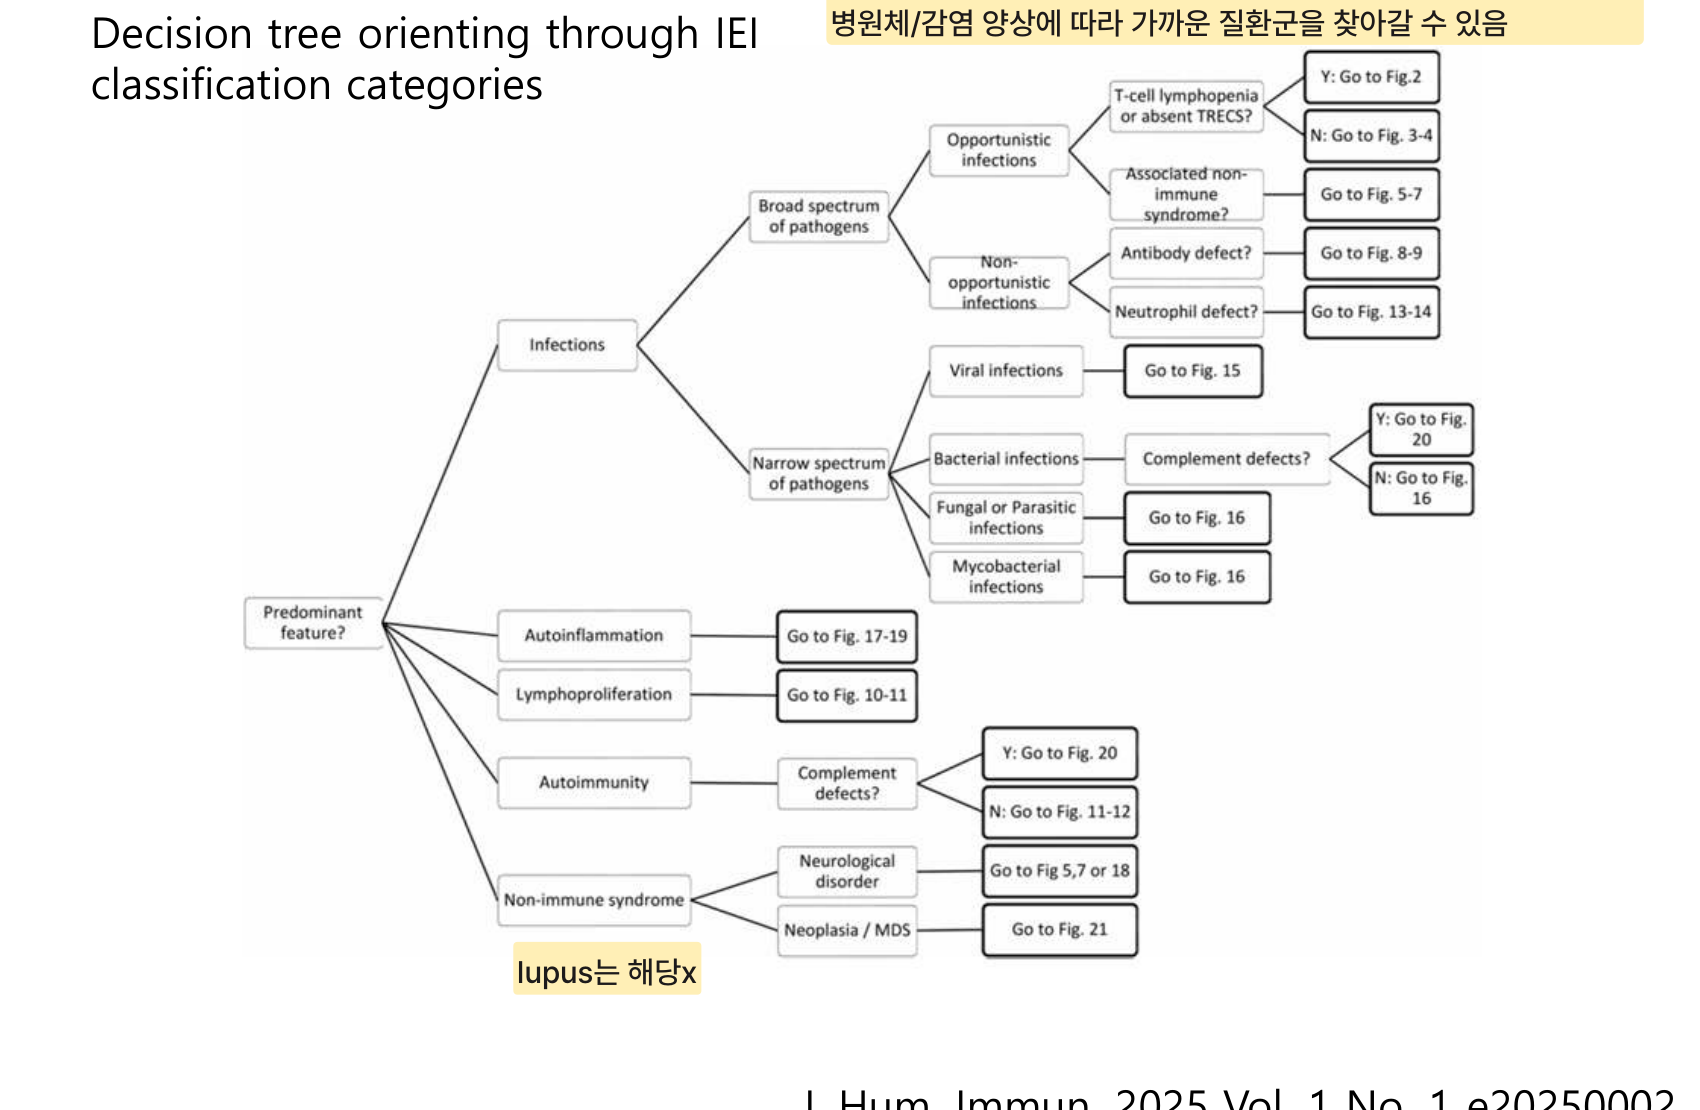 Decision tree orienting through IEI
classification categories
병원체/감염 양상에 따라 가까운 질환군을 찾아갈 수 있음
Predominant
feature?
Infections
Broad spectrum
of pathogens
Opportunistic
infections
T-cell lymphopenia
or absent TRECS?
Y: Go to Fig.2
N: Go to Fig. 3-4
Associated non-
immune
syndrome?
Go to Fig. 5-7
Non-
opportunistic
infections
Antibody defect?
Go to Fig. 8-9
Neutrophil defect?
Go to Fig. 13-14
Narrow spectrum
of pathogens
Viral infections
Go to Fig. 15
Bacterial infections
Complement defects?
Y: Go to Fig.
20
N: Go to Fig.
16
Fungal or Parasitic
infections
Go to Fig. 16
Mycobacterial
infections
Go to Fig. 16
Autoinflammation
Go to Fig. 17-19
Lymphoproliferation
Go to Fig. 10-11
Autoimmunity
Complement
defects?
Y: Go to Fig. 20
N: Go to Fig. 11-12
Non-immune syndrome
Neurological
disorder
Go to Fig 5,7 or 18
Neoplasia / MDS
Go to Fig. 21
lupus는 해당x
J. Hum. Immun. 2025 Vol. 1 No. 1 e20250002